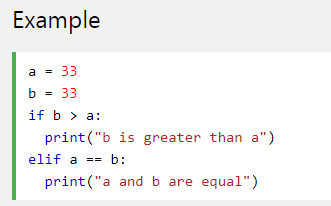 Example
a = 33
b = 33
if b > a:
  print("b is greater than a")
elif a == b:
  print("a and b are equal")